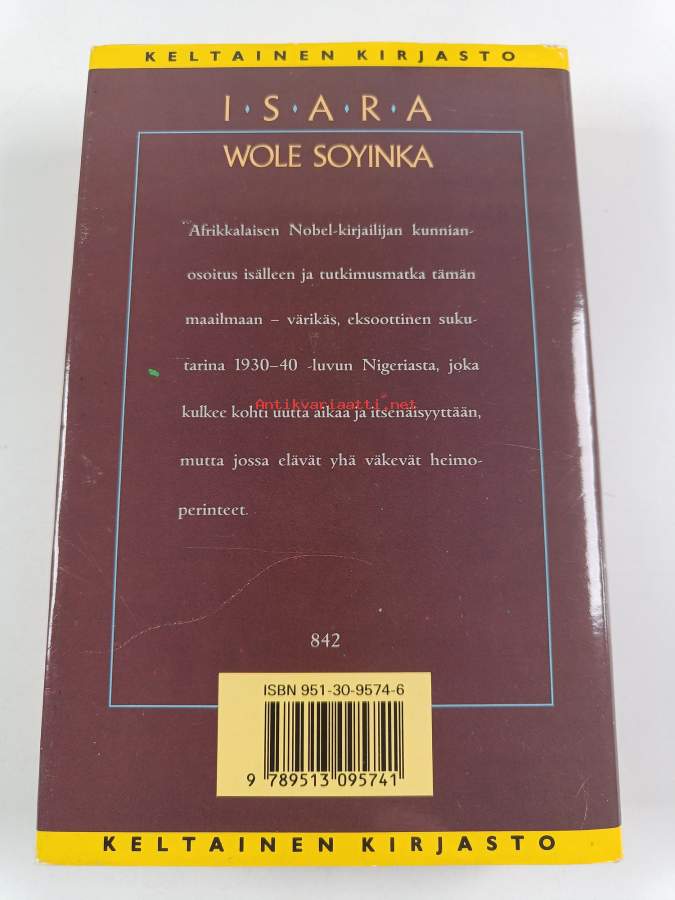 KELTAINEN KIRJASTO
I·S·A·R·A
WOLE SOYINKA
Afrikkalaisen Nobel-kirjailijan kunnian-
osoitus isälleen ja tutkimusmatka tämän
maailmaan – värikäs, eksoottinen suku-
tarina 1930–40 -luvun Nigeriasta, joka
Antikvariaatti.net
kulkee kohti uutta aikaa ja itsenäisyyttään,
mutta jossa elävät yhä väkevät heimo-
perinteet.
842
ISBN 951-30-9574-6
9 789513 095741
KELTAINEN KIRJASTO